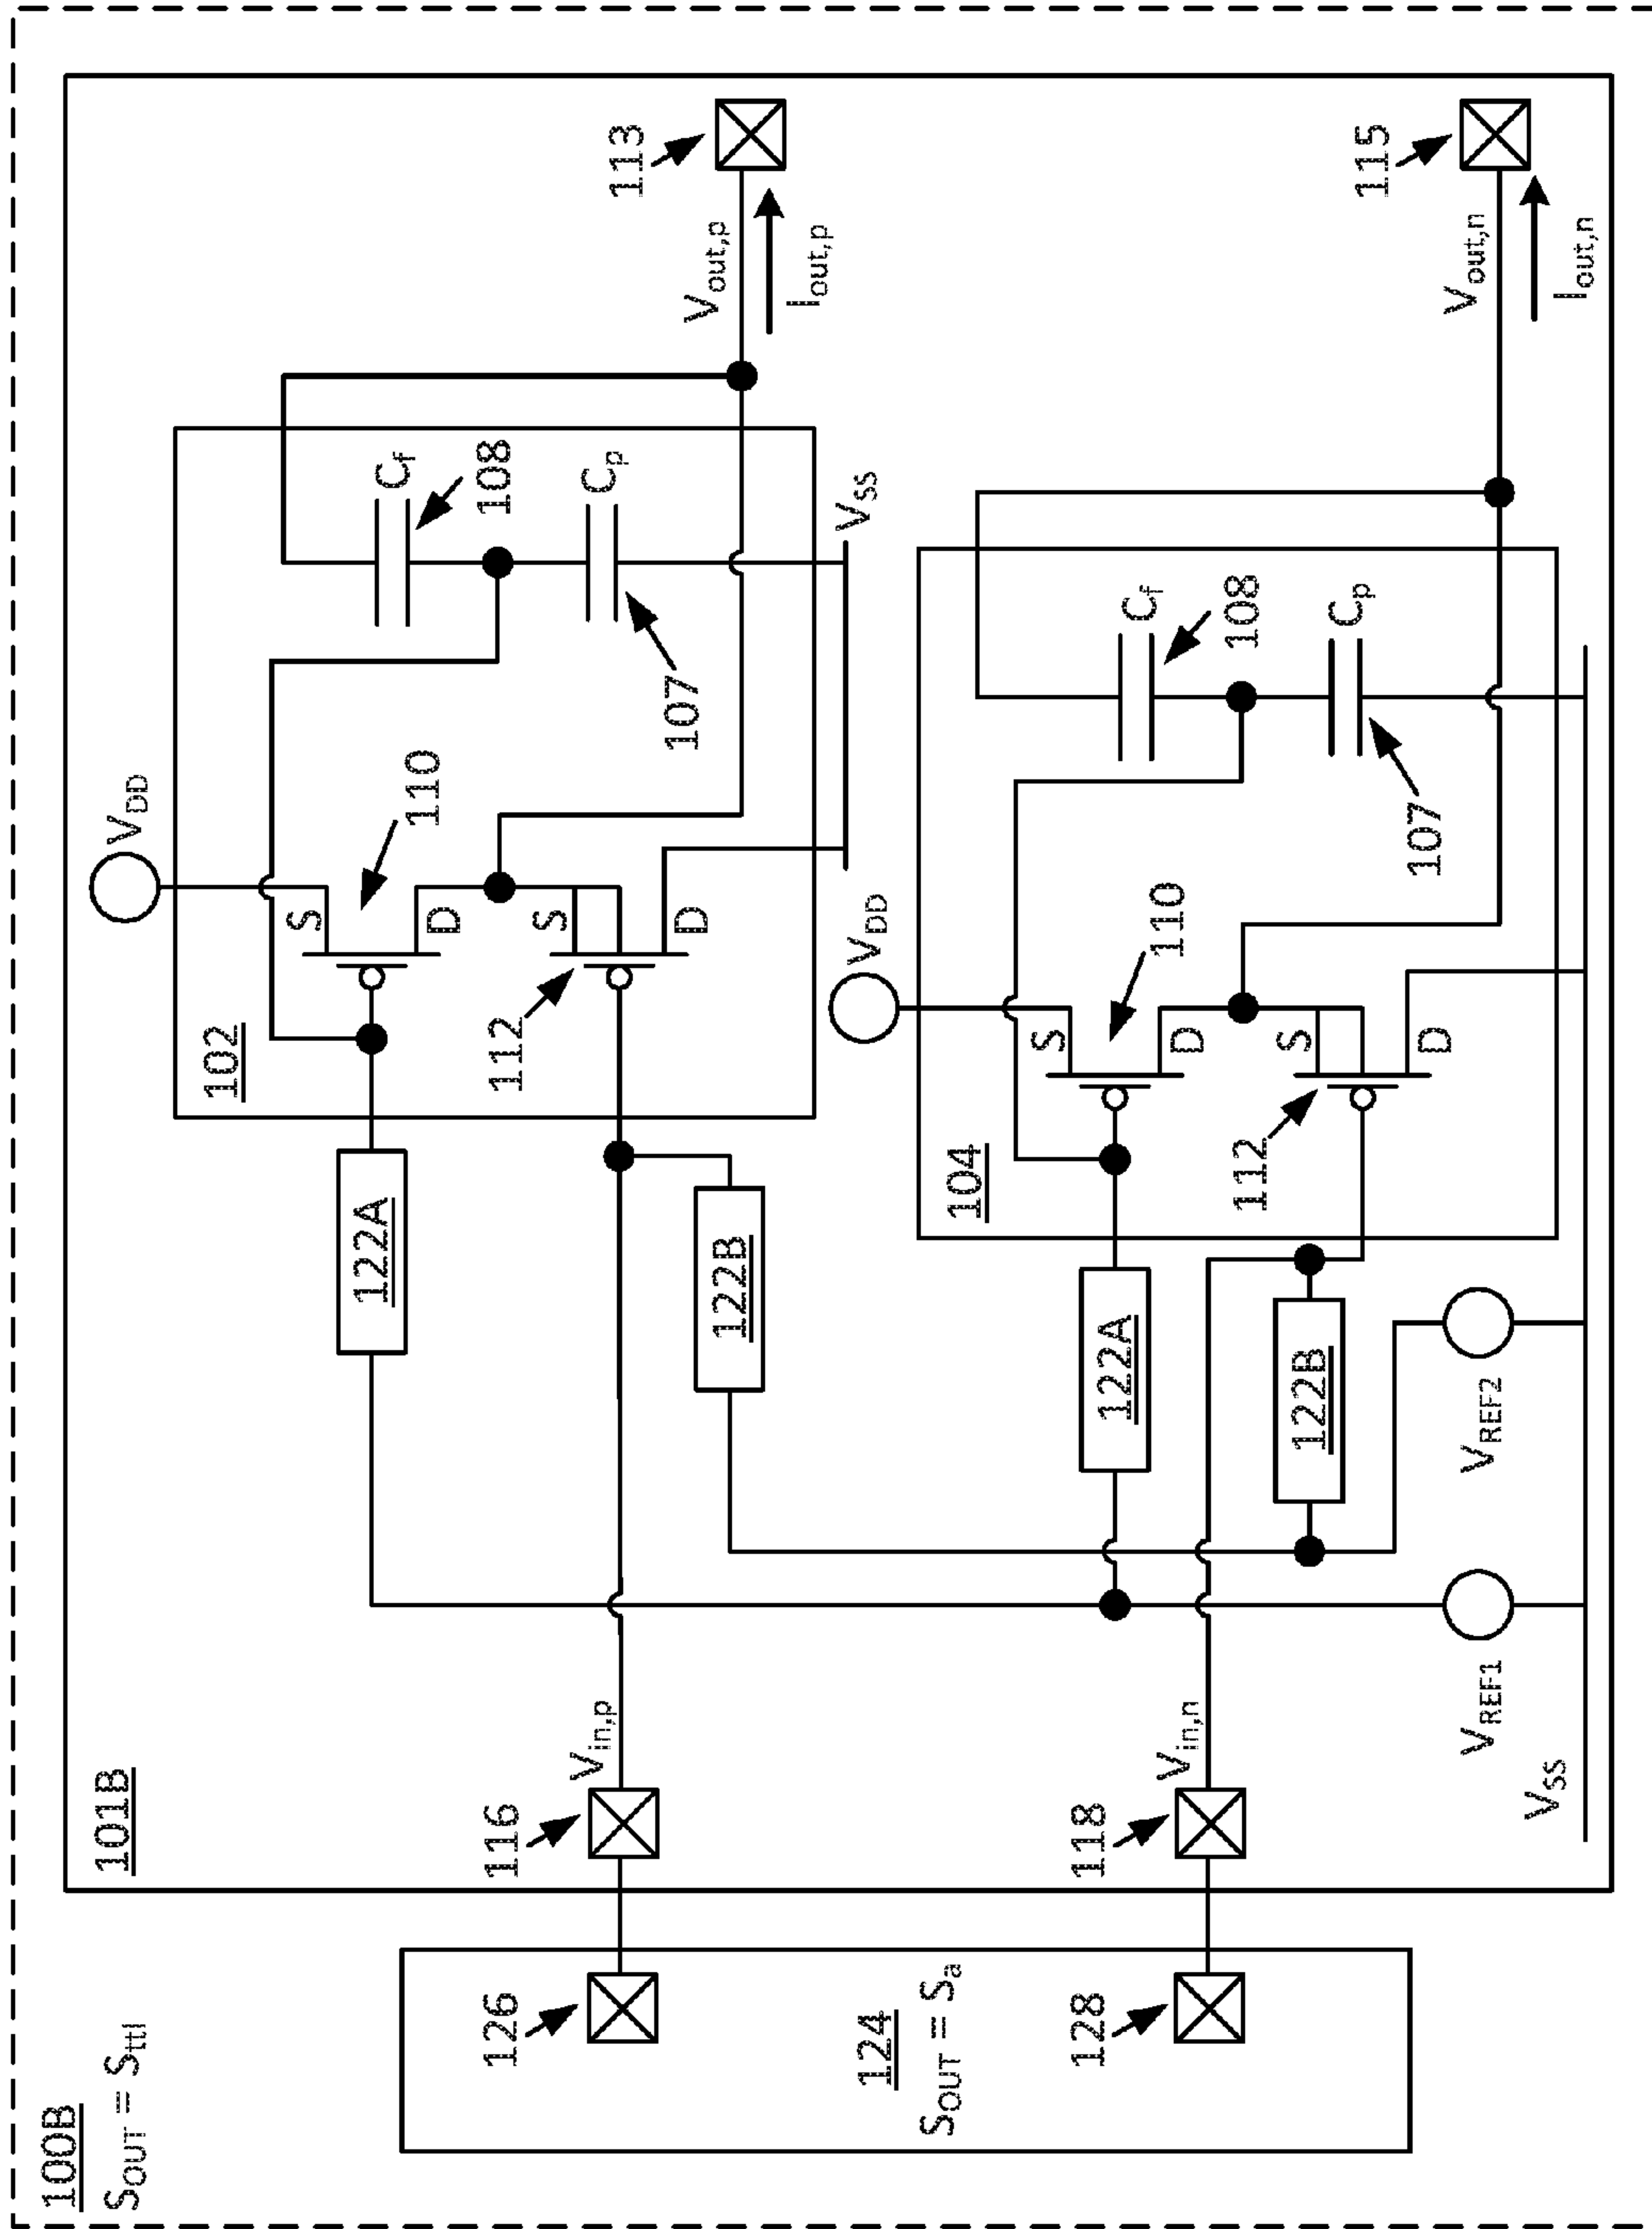 100B
S_OUT = S_ttl
101B
124
S_OUT = S_a
126
128
116
118
V_in,p
V_in,n
V_REF1
V_REF2
V_SS
122A
122B
122A
122B
102
V_DD
S
D
110
S
D
112
C_f
108
C_p
107
V_SS
104
V_DD
S
D
110
S
D
112
C_f
108
C_p
107
V_out,p
I_out,p
113
V_out,n
I_out,n
115